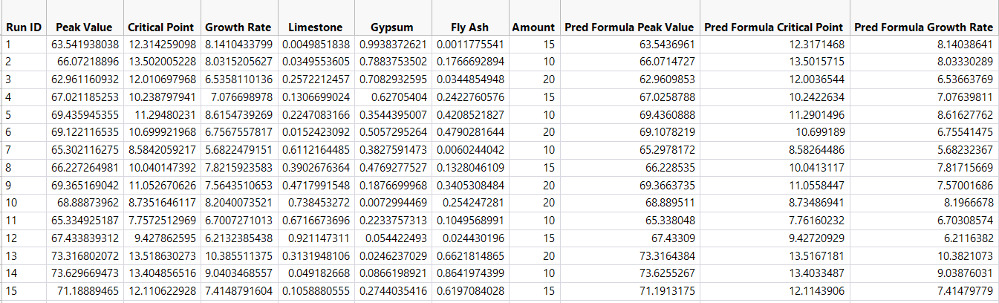 Run ID Peak Value Critical Point Growth Rate Limestone Gypsum Fly Ash Amount Pred Formula Peak Value Pred Formula Critical Point Pred Formula Growth Rate
1 63.541938038 12.314259098 8.1410433799 0.0049851838 0.9938372621 0.0011775541 15 63.5436961 12.3171468 8.14038641
2 66.07218896 13.502005228 8.0315205627 0.0349553605 0.7883753502 0.1766692894 10 66.0714727 13.5015715 8.03330289
3 62.961160932 12.010697968 6.5358110136 0.2572212457 0.7082932595 0.0344854948 20 62.9609853 12.0036544 6.53663769
4 67.021185253 10.238797941 7.076698978 0.1306699024 0.62705404 0.2422760576 15 67.0258788 10.2422634 7.07639811
5 69.435945355 11.29480231 8.6154739269 0.2247083166 0.3544395007 0.4208521827 10 69.4360888 11.2901496 8.61627762
6 69.122116535 10.699921968 6.7567557817 0.0152423092 0.5057295264 0.4790281644 20 69.1078219 10.699189 6.75541475
7 65.302116275 8.5842059217 5.6822479151 0.6112164485 0.3827591473 0.0060244042 10 65.2978172 8.58264486 5.68232367
8 66.227264981 10.040147392 7.8215923583 0.3902676364 0.4769277527 0.1328046109 15 66.228535 10.0413117 7.81715669
9 69.365169042 11.052670626 7.5643510653 0.4717991548 0.1876699968 0.3405308484 20 69.3663735 11.0558447 7.57001686
10 68.88873962 8.7351646117 8.2040073521 0.738453272 0.0072994469 0.254247281 20 68.889511 8.73486941 8.1966678
11 65.334925187 7.7572512969 6.7007271013 0.6716673696 0.2233757313 0.1049568991 10 65.338048 7.76160232 6.70308574
12 67.433839312 9.427862595 6.2132385438 0.921147311 0.054422493 0.024430196 15 67.43309 9.42720929 6.2116382
13 73.316802072 13.518630273 10.385511375 0.3131948106 0.0246237029 0.6621814865 20 73.3164384 13.5167181 10.3821073
14 73.629669473 13.404856516 9.0403468557 0.049182668 0.0866198921 0.8641974399 10 73.6255267 13.4033487 9.03876031
15 71.18889465 12.110622928 7.4148791604 0.1058880555 0.2744035416 0.6197084028 15 71.1913175 12.1143906 7.41479779